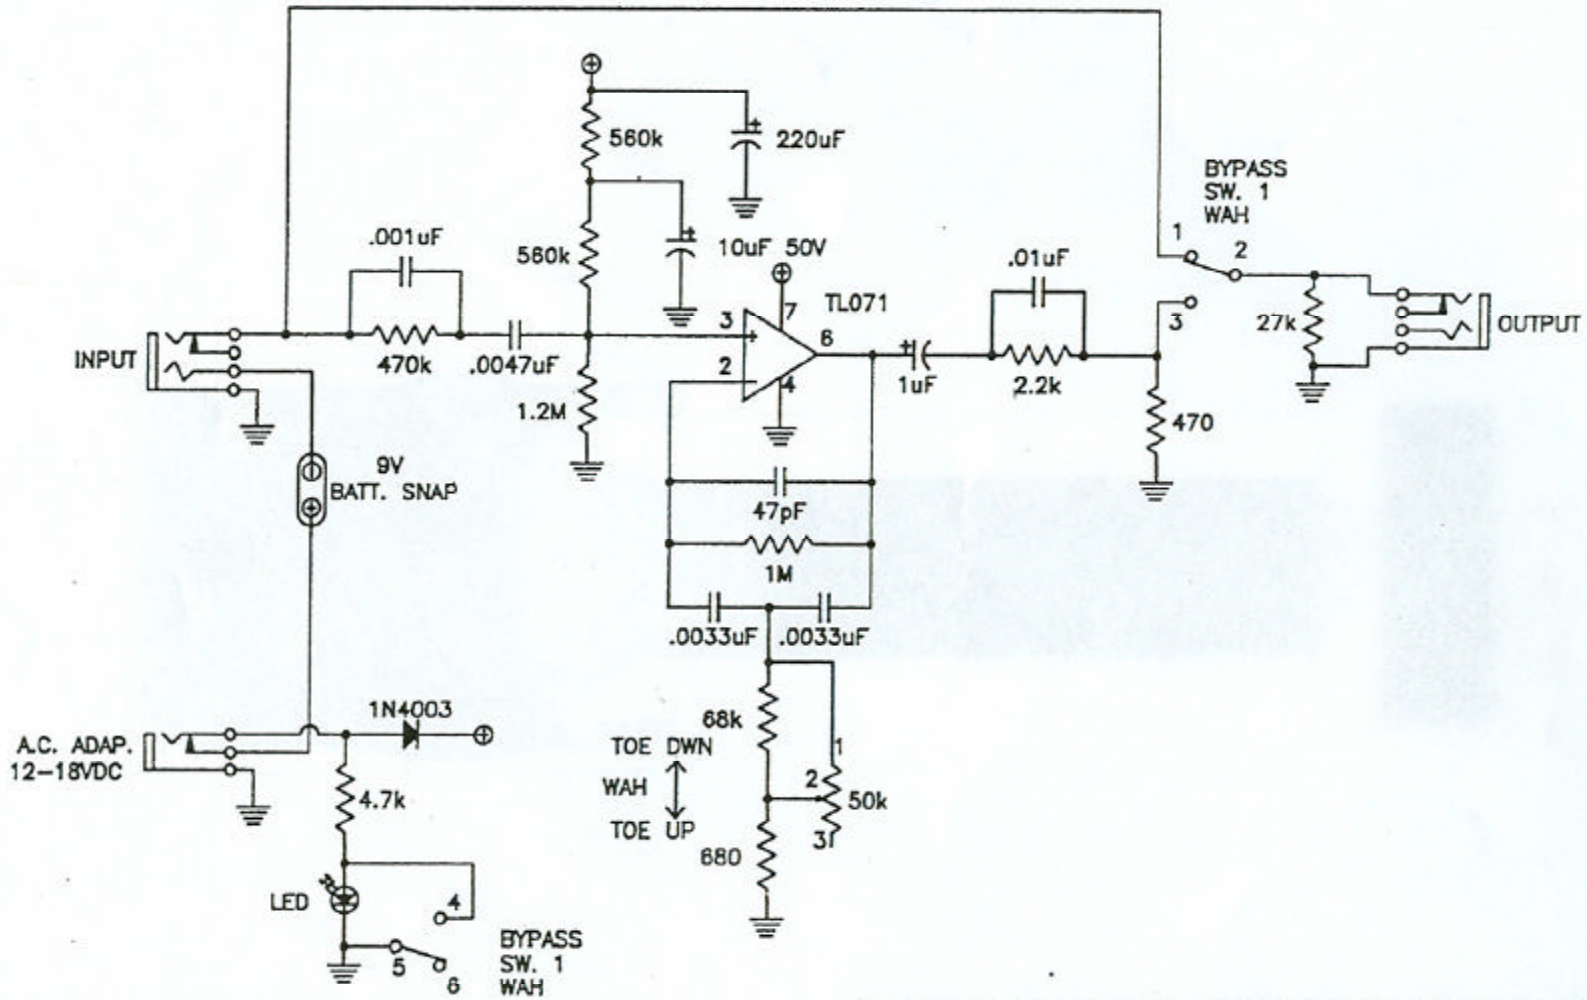 560k
220uF
BYPASS
SW. 1
WAH
.001uF
560k
10uF 50V
.01uF
1
2
TL071
3
7
6
3
INPUT
470k
.0047uF
2
4
1uF
2.2k
27k
OUTPUT
1.2M
470
9V
BATT. SNAP
47pF
1M
.0033uF
.0033uF
1N4003
68k
A.C. ADAP.
12-18VDC
TOE DWN
WAH
TOE UP
1
2
50k
3
4.7k
680
LED
4
5
6
BYPASS
SW. 1
WAH